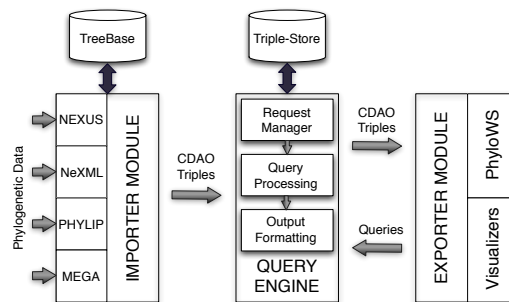 TreeBase
Triple-Store
Phylogenetic Data
NEXUS
NeXML
PHYLIP
MEGA
IMPORTER MODULE
CDAO
Triples
Request
Manager
Query
Processing
Output
Formatting
QUERY
ENGINE
CDAO
Triples
Queries
EXPORTER MODULE
PhyloWS
Visualizers